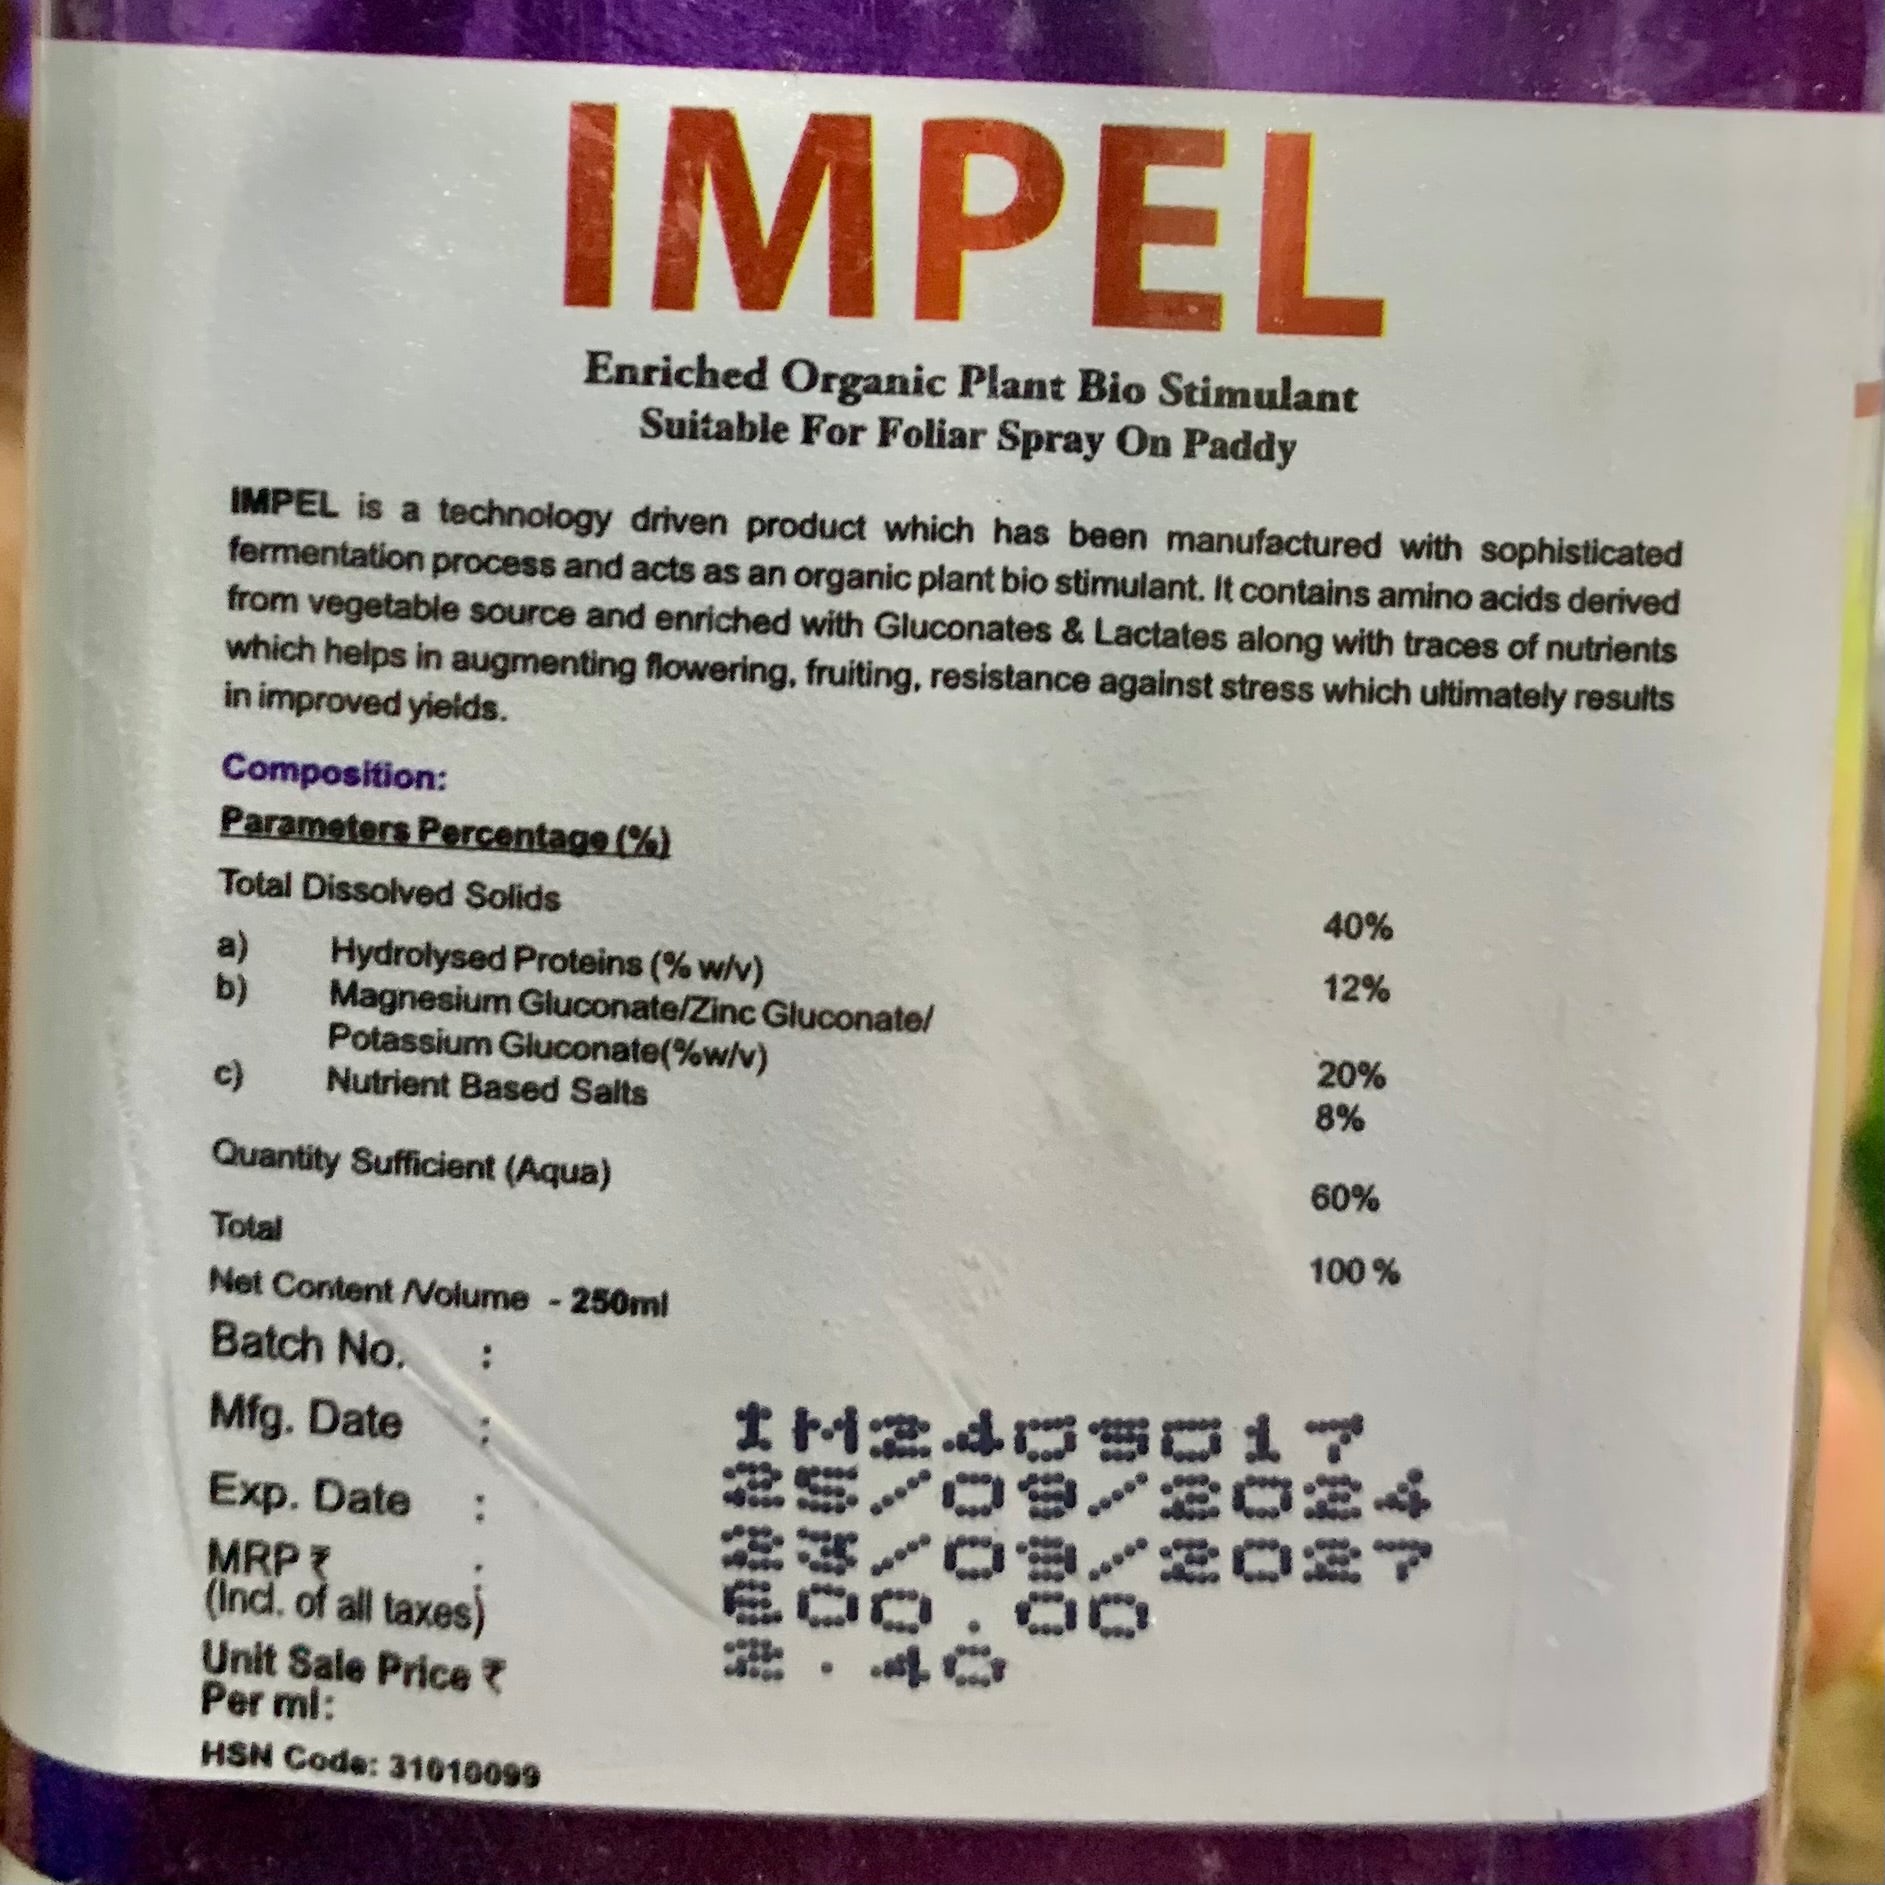 IMPEL
Enriched Organic Plant Bio Stimulant
Suitable For Foliar Spray On Paddy
IMPEL is a technology driven product which has been manufactured with sophisticated
fermentation process and acts as an organic plant bio stimulant. It contains amino acids derived
from vegetable source and enriched with Gluconates & Lactates along with traces of nutrients
which helps in augmenting flowering, fruiting, resistance against stress which ultimately results
in improved yields.
Composition:
Parameters Percentage (%)
Total Dissolved Solids 40%
a) Hydrolysed Proteins (% w/v) 12%
b) Magnesium Gluconate/Zinc Gluconate/
Potassium Gluconate(%w/v) 20%
c) Nutrient Based Salts 8%
Quantity Sufficient (Aqua) 60%
Total 100 %
Net Content /Volume - 250ml
Batch No. : IM2409017
Mfg. Date : 25/09/2024
Exp. Date : /09/2027
MRP ₹ : 600.00
(Incl. of all taxes)
Unit Sale Price ₹ 2.40
Per ml:
HSN Code: 31010099